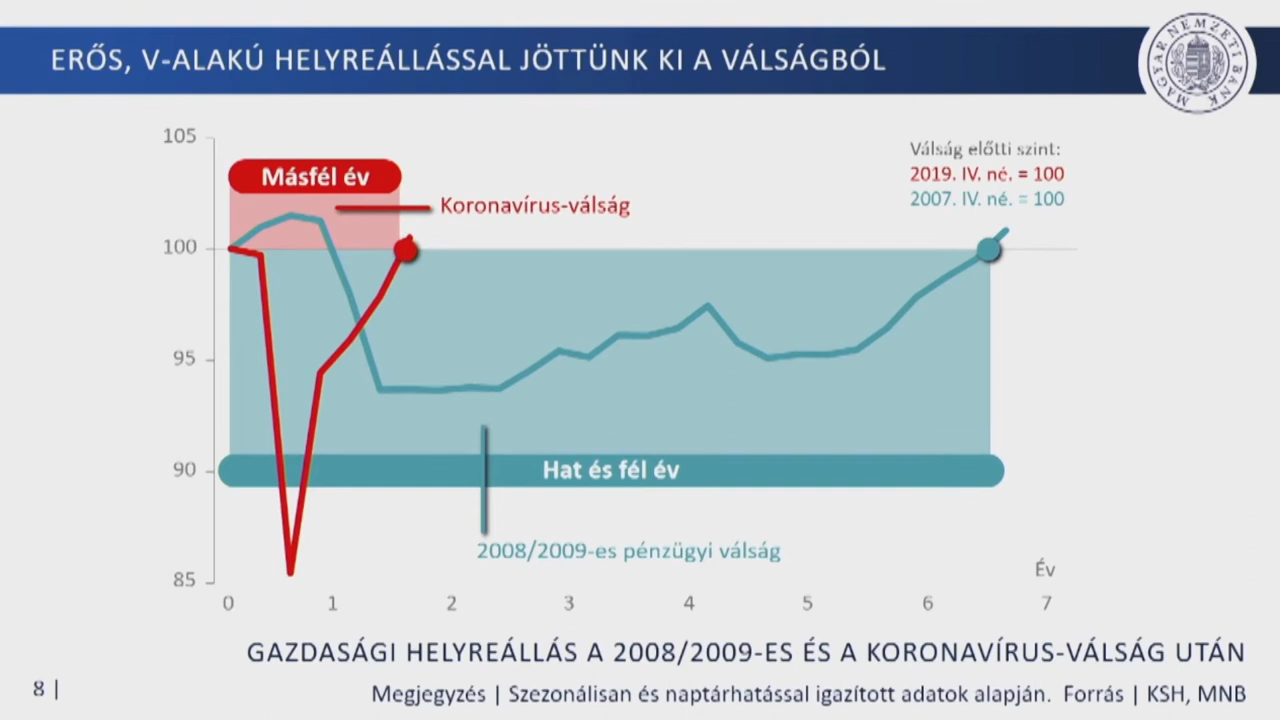 ERŐS, V-ALAKÚ HELYREÁLLÁSSAL JÖTTÜNK KI A VÁLSÁGBÓL
MAGYAR NEMZETI BANK
105
Másfél év
Koronavírus-válság
Válság előtti szint:
2019. IV. né. = 100
2007. IV. né. = 100
100
95
90
Hat és fél év
2008/2009-es pénzügyi válság
85
Év
0 1 2 3 4 5 6 7
GAZDASÁGI HELYREÁLLÁS A 2008/2009-ES ÉS A KORONAVÍRUS-VÁLSÁG UTÁN
8 |
Megjegyzés | Szezonálisan és naptárhatással igazított adatok alapján. Forrás | KSH, MNB